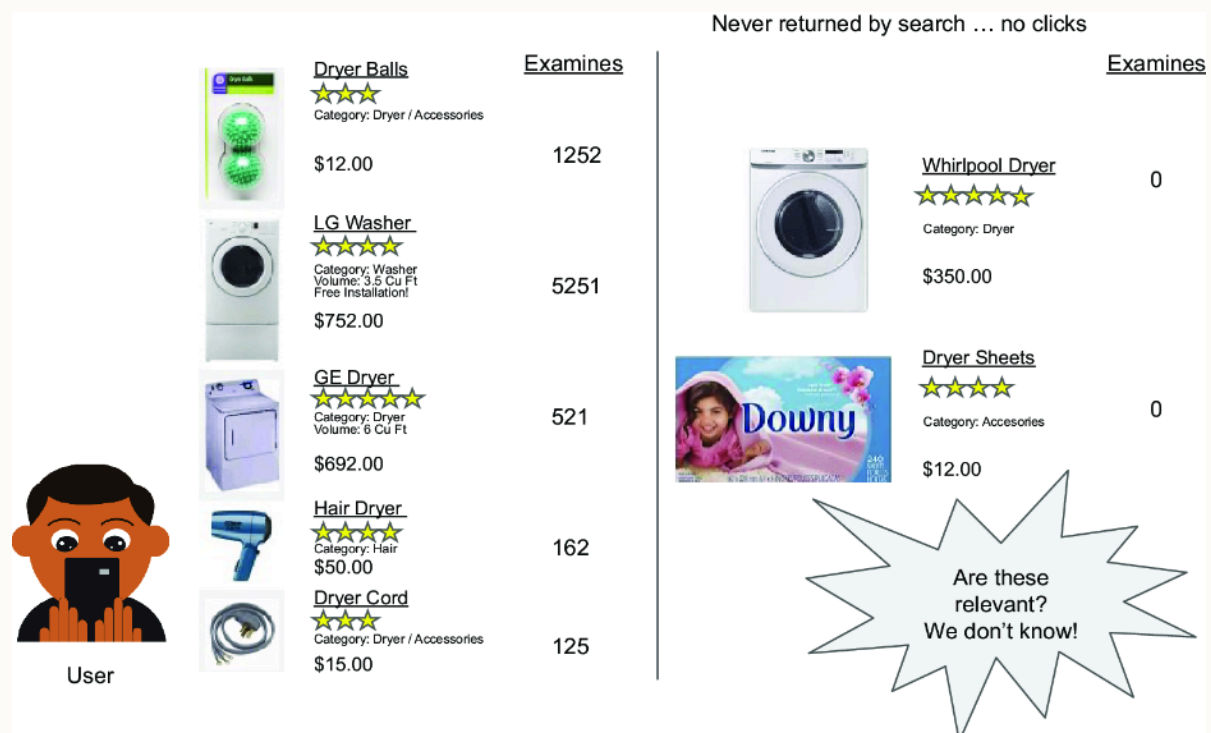 Never returned by search … no clicks
Examines
Dryer Balls
Category: Dryer / Accessories
$12.00
1252
LG Washer
Category: Washer
Volume: 3.5 Cu Ft
Free Installation!
$752.00
5251
GE Dryer
Category: Dryer
Volume: 6 Cu Ft
$692.00
521
Hair Dryer
Category: Hair
$50.00
162
Dryer Cord
Category: Dryer / Accessories
$15.00
125
User
Examines
Whirlpool Dryer
Category: Dryer
$350.00
0
Dryer Sheets
Category: Accesories
$12.00
0
Downy
240
Are these
relevant?
We don’t know!